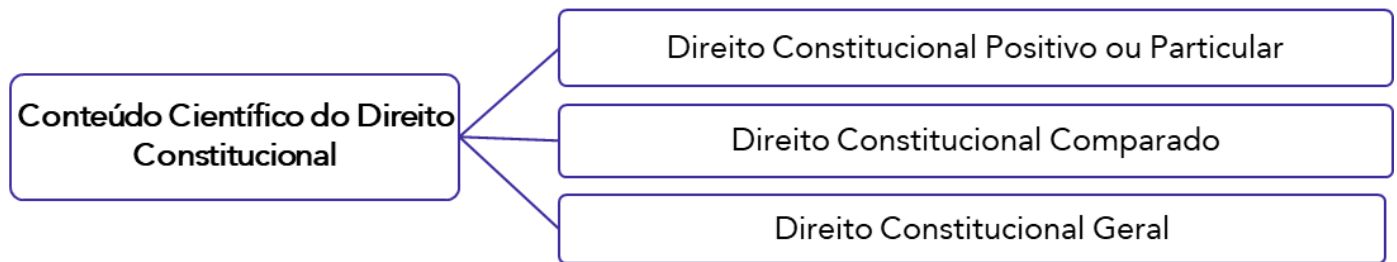 Conteúdo Científico do Direito
Constitucional
Direito Constitucional Positivo ou Particular
Direito Constitucional Comparado
Direito Constitucional Geral